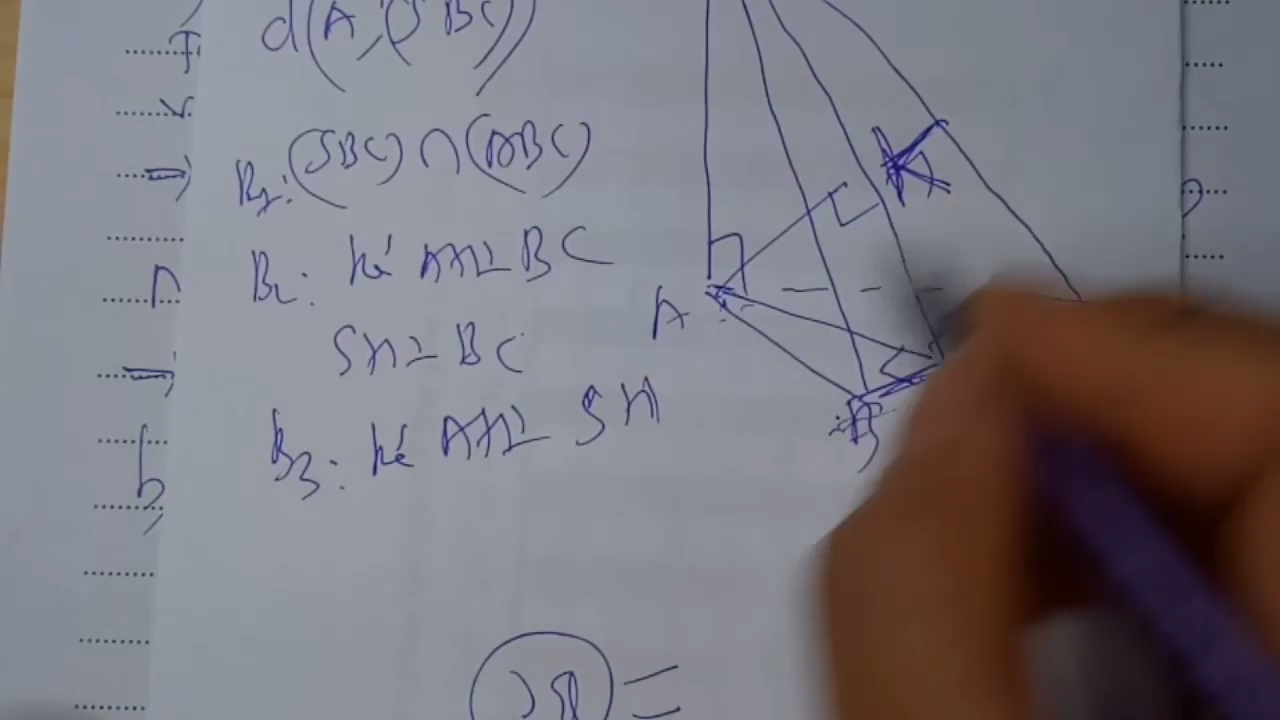 d(A,(SBC))
B1: (SBC) ∩ (ABC)
B2: kẻ AH ⊥ BC
SH ⊥ BC
B3: kẻ AK ⊥ SH
K
A
B
=